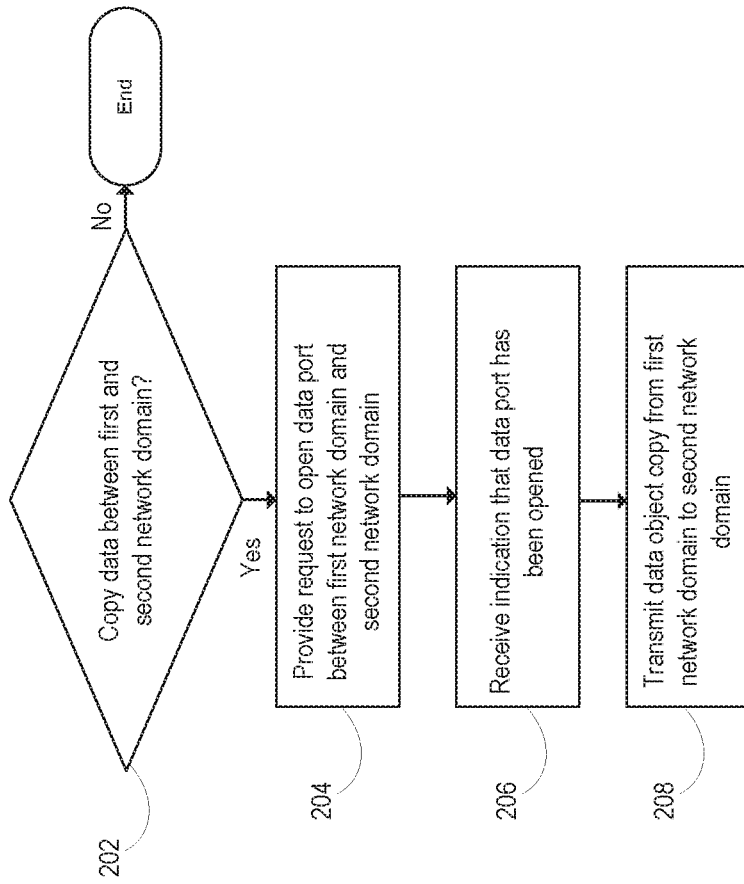 Copy data between first and
second network domain?
202
No
End
Yes
Provide request to open data port
between first network domain and
second network domain
204
Receive indication that data port has
been opened
206
Transmit data object copy from first
network domain to second network
domain
208